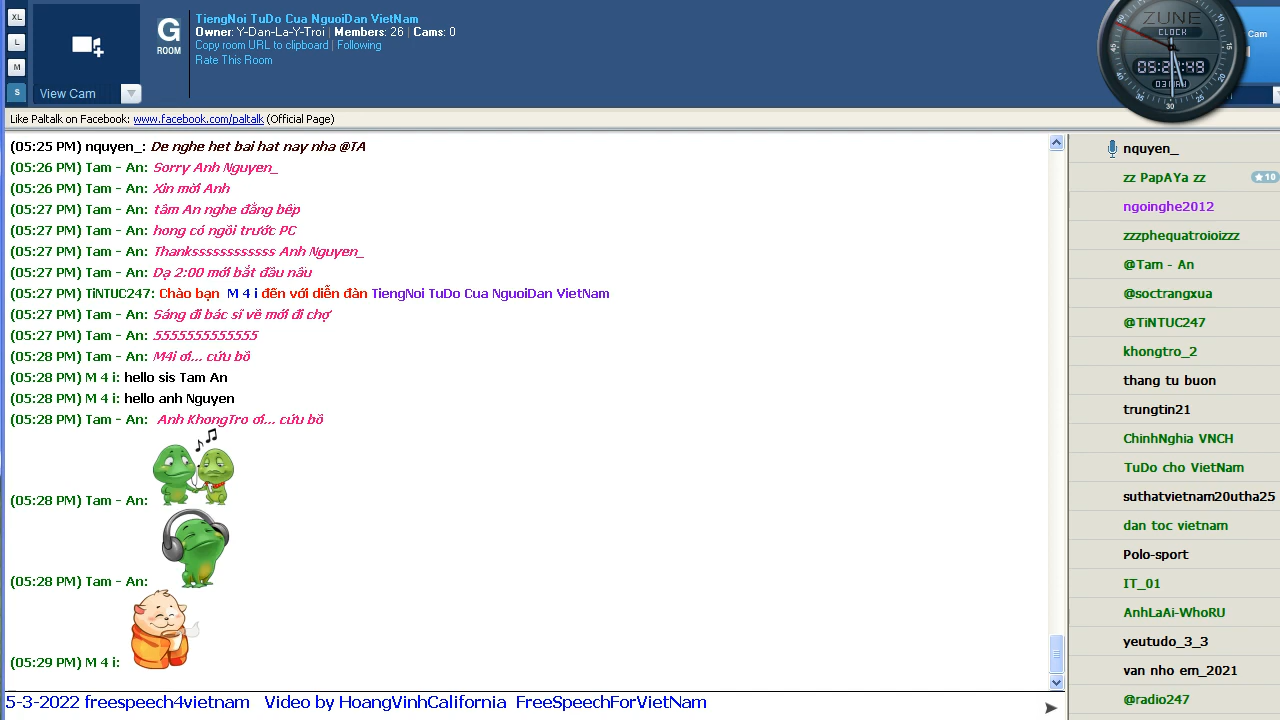 XL
L
M
S
View Cam
G
ROOM
TiengNoi TuDo Cua NguoiDan VietNam
Owner: Y-Dan-La-Y-Troi | Members: 26 | Cams: 0
Copy room URL to clipboard | Following
Rate This Room
ZUNE
CLOCK
Cam
Like Paltalk on Facebook: www.facebook.com/paltalk (Official Page)
(05:25 PM) nquyen_: De nghe het bai hat nay nha @TA
(05:26 PM) Tam - An: Sorry Anh Nguyen_
(05:26 PM) Tam - An: Xin mời Anh
(05:27 PM) Tam - An: tâm An nghe đằng bếp
(05:27 PM) Tam - An: hong có ngồi trước PC
(05:27 PM) Tam - An: Thankssssssssssss Anh Nguyen_
(05:27 PM) Tam - An: Dạ 2:00 mới bắt đầu nấu
(05:27 PM) TiNTUC247: Chào bạn M 4 i đến với diễn đàn TiengNoi TuDo Cua NguoiDan VietNam
(05:27 PM) Tam - An: Sáng đi bác sĩ về mới đi chợ
(05:27 PM) Tam - An: 5555555555555
(05:28 PM) Tam - An: M4i ơi... cứu bồ
(05:28 PM) M 4 i: hello sis Tam An
(05:28 PM) M 4 i: hello anh Nguyen
(05:28 PM) Tam - An: Anh KhongTro ơi... cứu bồ
(05:28 PM) Tam - An:
(05:28 PM) Tam - An:
(05:29 PM) M 4 i:
5-3-2022 freespeech4vietnam Video by HoangVinhCalifornia FreeSpeechForVietNam
nquyen_
zz PapAYa zz
10
ngoinghe2012
zzzphequatroioizzz
@Tam - An
@soctrangxua
@TiNTUC247
khongtro_2
thang tu buon
trungtin21
ChinhNghia VNCH
TuDo cho VietNam
suthatvietnam20utha25
dan toc vietnam
Polo-sport
IT_01
AnhLaAi-WhoRU
yeutudo_3_3
van nho em_2021
@radio247